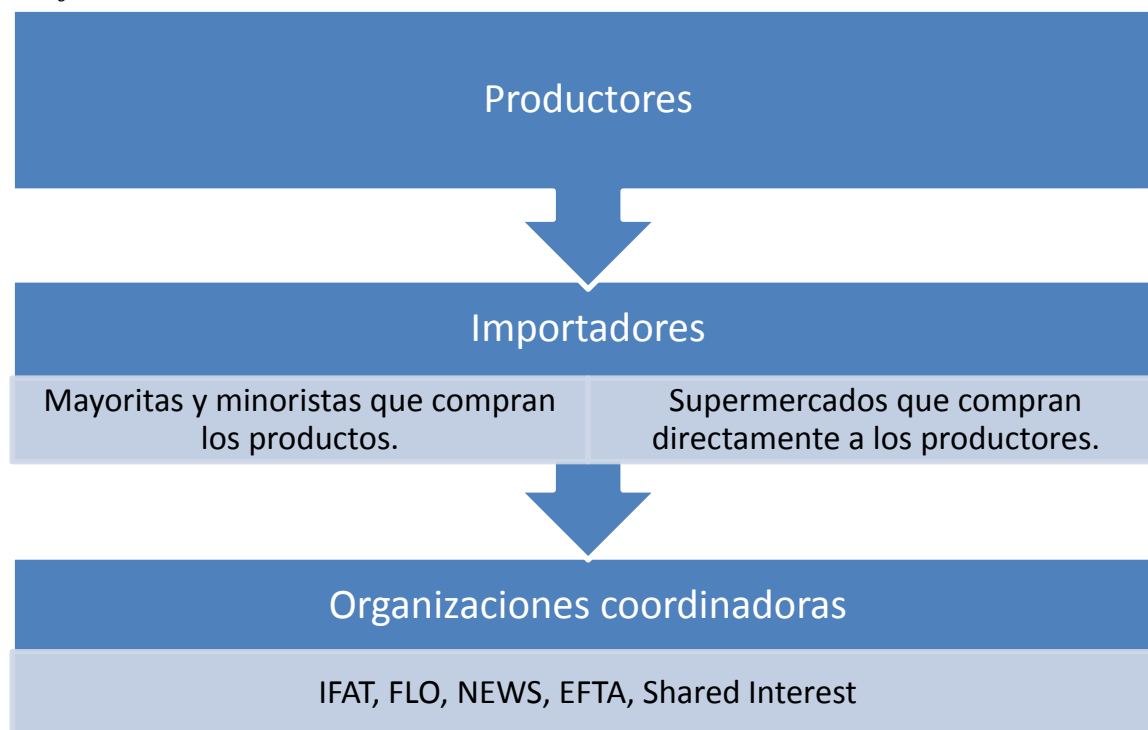 Productores
Importadores
Mayoritas y minoristas que compran
los productos.
Supermercados que compran
directamente a los productores.
Organizaciones coordinadoras
IFAT, FLO, NEWS, EFTA, Shared Interest